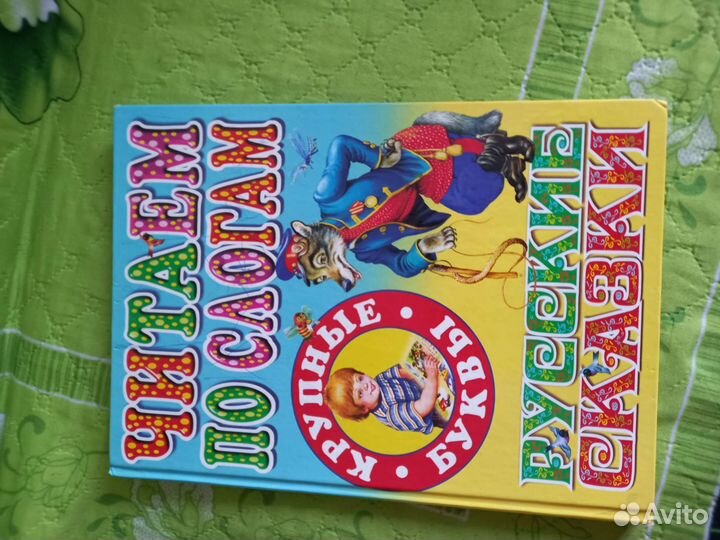 ЧИТАЕМ
ПО СЛОГАМ
КРУПНЫЕ
БУКВЫ
РУССКИЕ
СКАЗКИ
Avito